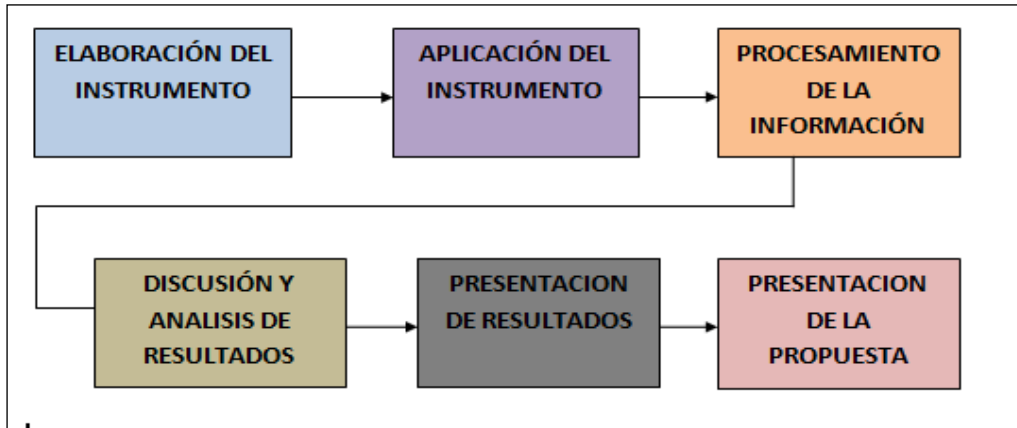 ELABORACIÓN DEL
INSTRUMENTO
APLICACIÓN DEL
INSTRUMENTO
PROCESAMIENTO
DE LA
INFORMACIÓN
DISCUSIÓN Y
ANALISIS DE
RESULTADOS
PRESENTACION
DE RESULTADOS
PRESENTACION
DE LA
PROPUESTA